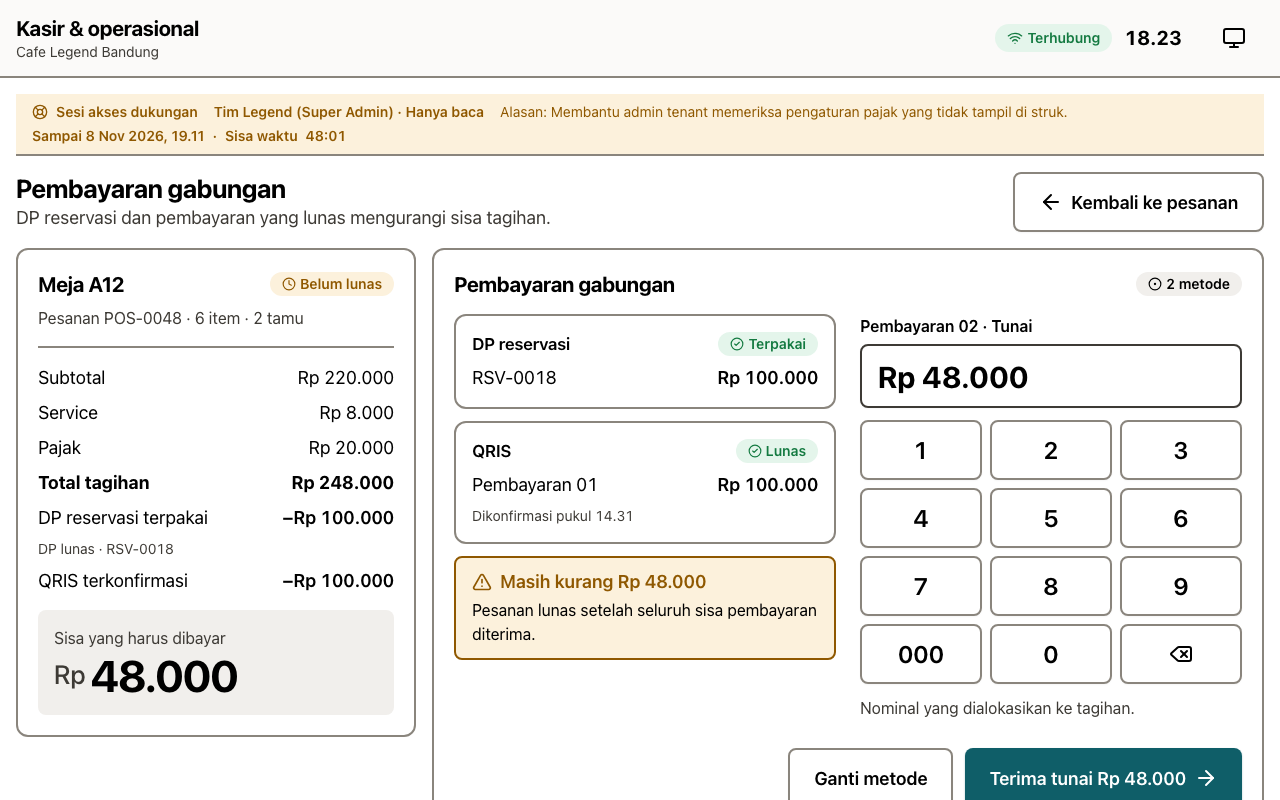 Kasir & operasional
Cafe Legend Bandung
Terhubung
18.23
Sesi akses dukungan Tim Legend (Super Admin) · Hanya baca Alasan: Membantu admin tenant memeriksa pengaturan pajak yang tidak tampil di struk.
Sampai 8 Nov 2026, 19.11 · Sisa waktu 48:01
Pembayaran gabungan
DP reservasi dan pembayaran yang lunas mengurangi sisa tagihan.
Kembali ke pesanan
Meja A12
Belum lunas
Pesanan POS-0048 · 6 item · 2 tamu
Subtotal Rp 220.000
Service Rp 8.000
Pajak Rp 20.000
Total tagihan Rp 248.000
DP reservasi terpakai −Rp 100.000
DP lunas · RSV-0018
QRIS terkonfirmasi −Rp 100.000
Sisa yang harus dibayar
Rp 48.000
Pembayaran gabungan
2 metode
DP reservasi Terpakai
RSV-0018 Rp 100.000
QRIS Lunas
Pembayaran 01 Rp 100.000
Dikonfirmasi pukul 14.31
Masih kurang Rp 48.000
Pesanan lunas setelah seluruh sisa pembayaran
diterima.
Pembayaran 02 · Tunai
Rp 48.000
1 2 3
4 5 6
7 8 9
000 0
Nominal yang dialokasikan ke tagihan.
Ganti metode
Terima tunai Rp 48.000